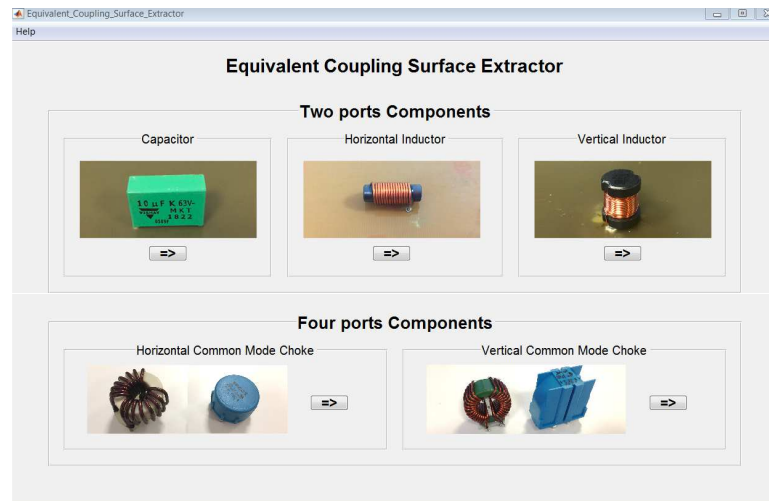 Equivalent_Coupling_Surface_Extractor
Help
Equivalent Coupling Surface Extractor
Two ports Components
Capacitor
Horizontal Inductor
Vertical Inductor
10 µF K 63V-
MKT
1822
=>
=>
=>
Four ports Components
Horizontal Common Mode Choke
Vertical Common Mode Choke
=>
=>